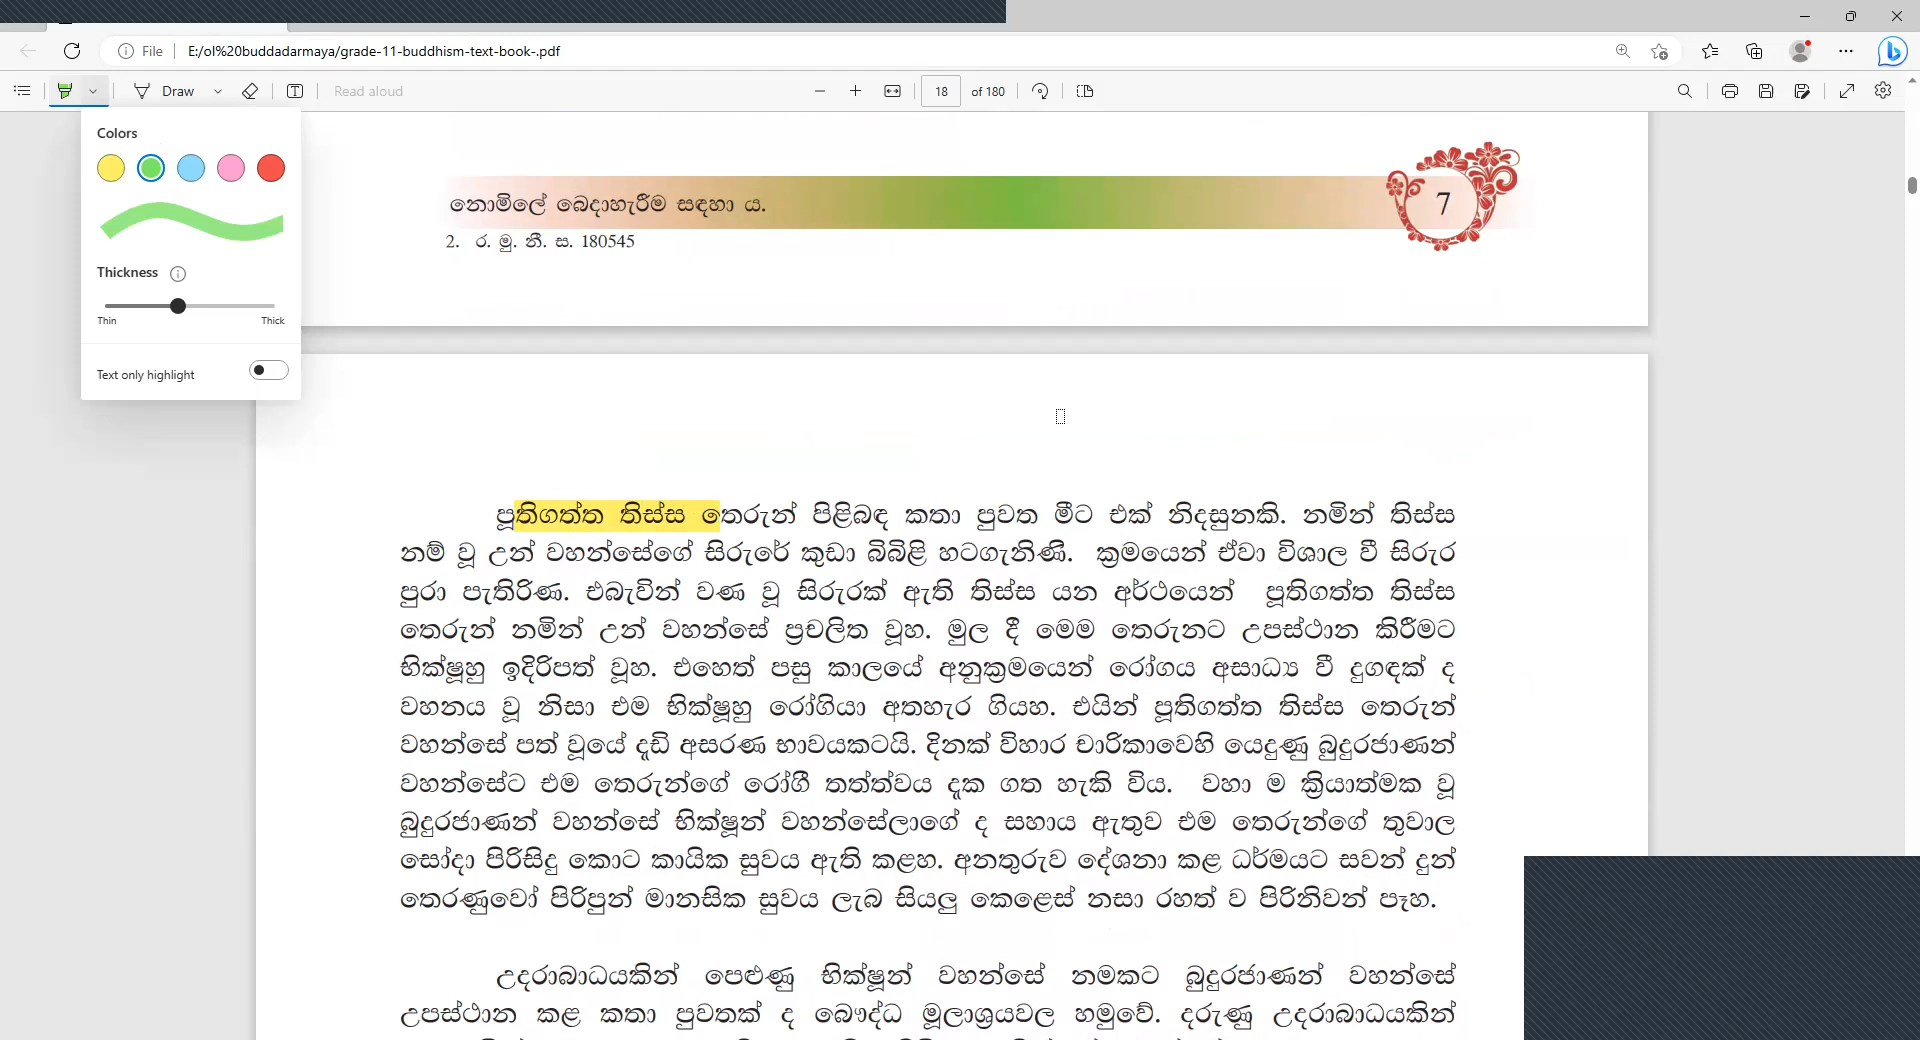 File
E:/ol%20buddadarmaya/grade-11-buddhism-text-book-.pdf
Draw
Read aloud
18
of 180
Colors
Thickness
Thin
Thick
Text only highlight
නොමිලේ බෙදාහැරීම සඳහා ය.
7
2. ර. මු. නී. ස. 180545
පූතිගත්ත තිස්ස තෙරුන් පිළිබඳ කතා පුවත මීට එක් නිදසුනකි. නමින් තිස්ස
නම් වූ උන් වහන්සේගේ සිරුරේ කුඩා බිබිළි හටගැනිණි. ක්‍රමයෙන් ඒවා විශාල වී සිරුර
පුරා පැතිරිණ. එබැවින් වණ වූ සිරුරක් ඇති තිස්ස යන අර්ථයෙන් පූතිගත්ත තිස්ස
තෙරුන් නමින් උන් වහන්සේ ප්‍රචලිත වූහ. මුල දී මෙම තෙරුනට උපස්ථාන කිරීමට
භික්ෂූහු ඉදිරිපත් වූහ. එහෙත් පසු කාලයේ අනුක්‍රමයෙන් රෝගය අසාධ්‍ය වී දුගඳක් ද
වහනය වූ නිසා එම භික්ෂූහු රෝගියා අතහැර ගියහ. එයින් පූතිගත්ත තිස්ස තෙරුන්
වහන්සේ පත් වූයේ දැඩි අසරණ භාවයකටයි. දිනක් විහාර චාරිකාවෙහි යෙදුණු බුදුරජාණන්
වහන්සේට එම තෙරුන්ගේ රෝගී තත්ත්වය දැක ගත හැකි විය. වහා ම ක්‍රියාත්මක වූ
බුදුරජාණන් වහන්සේ භික්ෂූන් වහන්සේලාගේ ද සහාය ඇතුව එම තෙරුන්ගේ තුවාල
සෝදා පිරිසිදු කොට කායික සුවය ඇති කළහ. අනතුරුව දේශනා කළ ධර්මයට සවන් දුන්
තෙරණුවෝ පිරිපුන් මානසික සුවය ලැබ සියලු කෙළෙස් නසා රහත් ව පිරිනිවන් පෑහ.
උදරාබාධයකින් පෙළුණු භික්ෂූන් වහන්සේ නමකට බුදුරජාණන් වහන්සේ
උපස්ථාන කළ කතා පුවතක් ද බෞද්ධ මූලාශ්‍රයවල හමුවේ. දරුණු උදරාබාධයකින්